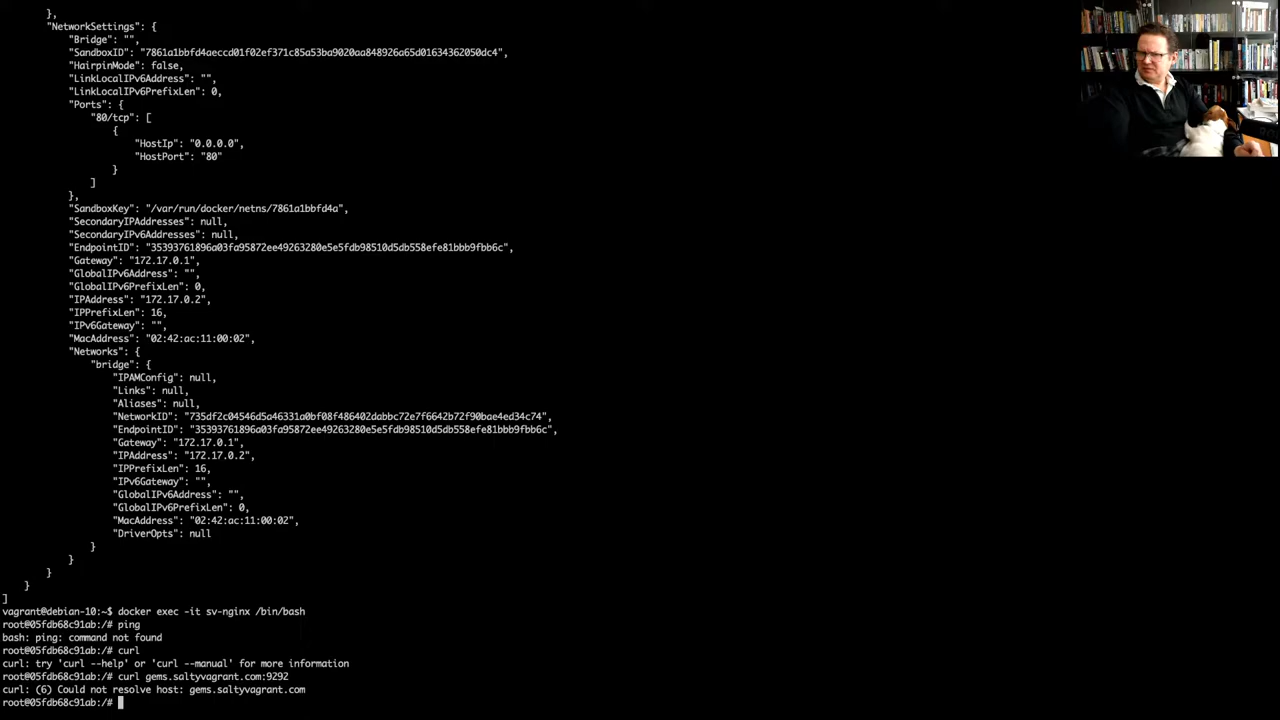 },
"NetworkSettings": {
"Bridge": "",
"SandboxID": "7861a1bbfd4aeccd01f02ef371c85a53ba9020aa848926a65d01634362050dc4",
"HairpinMode": false,
"LinkLocalIPv6Address": "",
"LinkLocalIPv6PrefixLen": 0,
"Ports": {
"80/tcp": [
{
"HostIp": "0.0.0.0",
"HostPort": "80"
}
]
},
"SandboxKey": "/var/run/docker/netns/7861a1bbfd4a",
"SecondaryIPAddresses": null,
"SecondaryIPv6Addresses": null,
"EndpointID": "35393761896a03fa95872ee49263280e5e5fdb98510d5db558efe81bbb9fbb6c",
"Gateway": "172.17.0.1",
"GlobalIPv6Address": "",
"GlobalIPv6PrefixLen": 0,
"IPAddress": "172.17.0.2",
"IPPrefixLen": 16,
"IPv6Gateway": "",
"MacAddress": "02:42:ac:11:00:02",
"Networks": {
"bridge": {
"IPAMConfig": null,
"Links": null,
"Aliases": null,
"NetworkID": "735df2c04546d5a46331a0bf08f486402dabbc72e7f6642b72f90bae4ed34c74",
"EndpointID": "35393761896a03fa95872ee49263280e5e5fdb98510d5db558efe81bbb9fbb6c",
"Gateway": "172.17.0.1",
"IPAddress": "172.17.0.2",
"IPPrefixLen": 16,
"IPv6Gateway": "",
"GlobalIPv6Address": "",
"GlobalIPv6PrefixLen": 0,
"MacAddress": "02:42:ac:11:00:02",
"DriverOpts": null
}
}
}
}
]
vagrant@debian-10:~$ docker exec -it sv-nginx /bin/bash
root@05fdb68c91ab:/# ping
bash: ping: command not found
root@05fdb68c91ab:/# curl
curl: try 'curl --help' or 'curl --manual' for more information
root@05fdb68c91ab:/# curl gems.saltyvagrant.com:9292
curl: (6) Could not resolve host: gems.saltyvagrant.com
root@05fdb68c91ab:/#